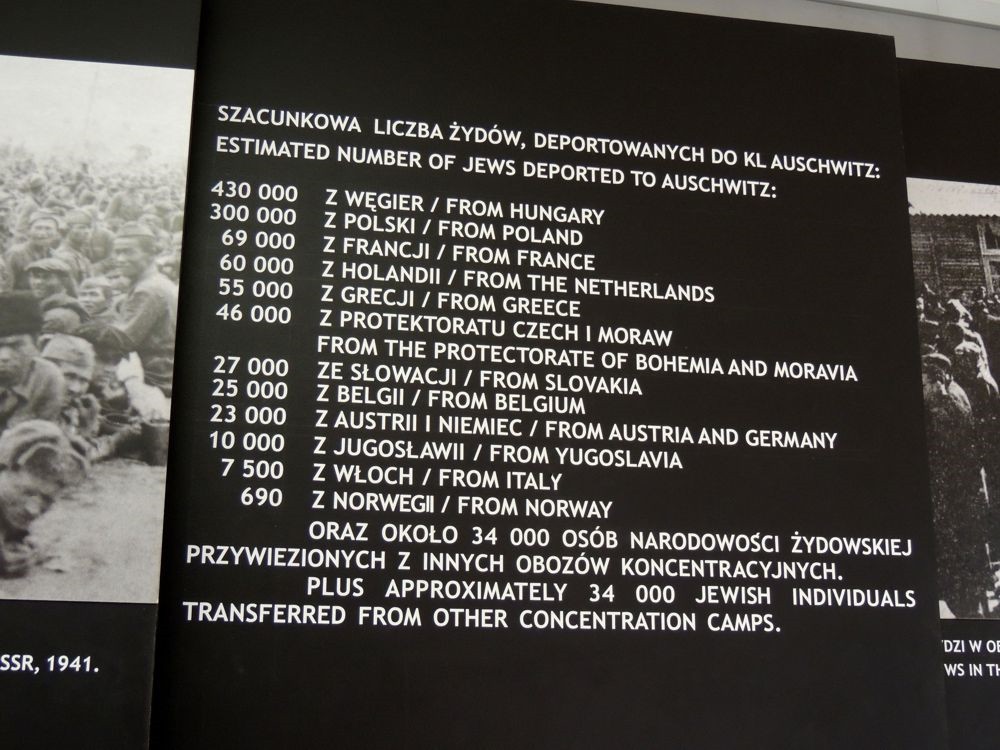 SZACUNKOWA LICZBA ŻYDÓW, DEPORTOWANYCH DO KL AUSCHWITZ:
ESTIMATED NUMBER OF JEWS DEPORTED TO AUSCHWITZ:
430 000 Z WĘGIER / FROM HUNGARY
300 000 Z POLSKI / FROM POLAND
69 000 Z FRANCJI / FROM FRANCE
60 000 Z HOLANDII / FROM THE NETHERLANDS
55 000 Z GRECJI / FROM GREECE
46 000 Z PROTEKTORATU CZECH I MORAW
FROM THE PROTECTORATE OF BOHEMIA AND MORAVIA
27 000 ZE SŁOWACJI / FROM SLOVAKIA
25 000 Z BELGII / FROM BELGIUM
23 000 Z AUSTRII I NIEMIEC / FROM AUSTRIA AND GERMANY
10 000 Z JUGOSŁAWII / FROM YUGOSLAVIA
7 500 Z WŁOCH / FROM ITALY
690 Z NORWEGII / FROM NORWAY
ORAZ OKOŁO 34 000 OSÓB NARODOWOŚCI ŻYDOWSKIEJ
PRZYWIEZIONYCH Z INNYCH OBOZÓW KONCENTRACYJNYCH.
PLUS APPROXIMATELY 34 000 JEWISH INDIVIDUALS
TRANSFERRED FROM OTHER CONCENTRATION CAMPS.
SSR, 1941.
DZI W OB
WS IN TH